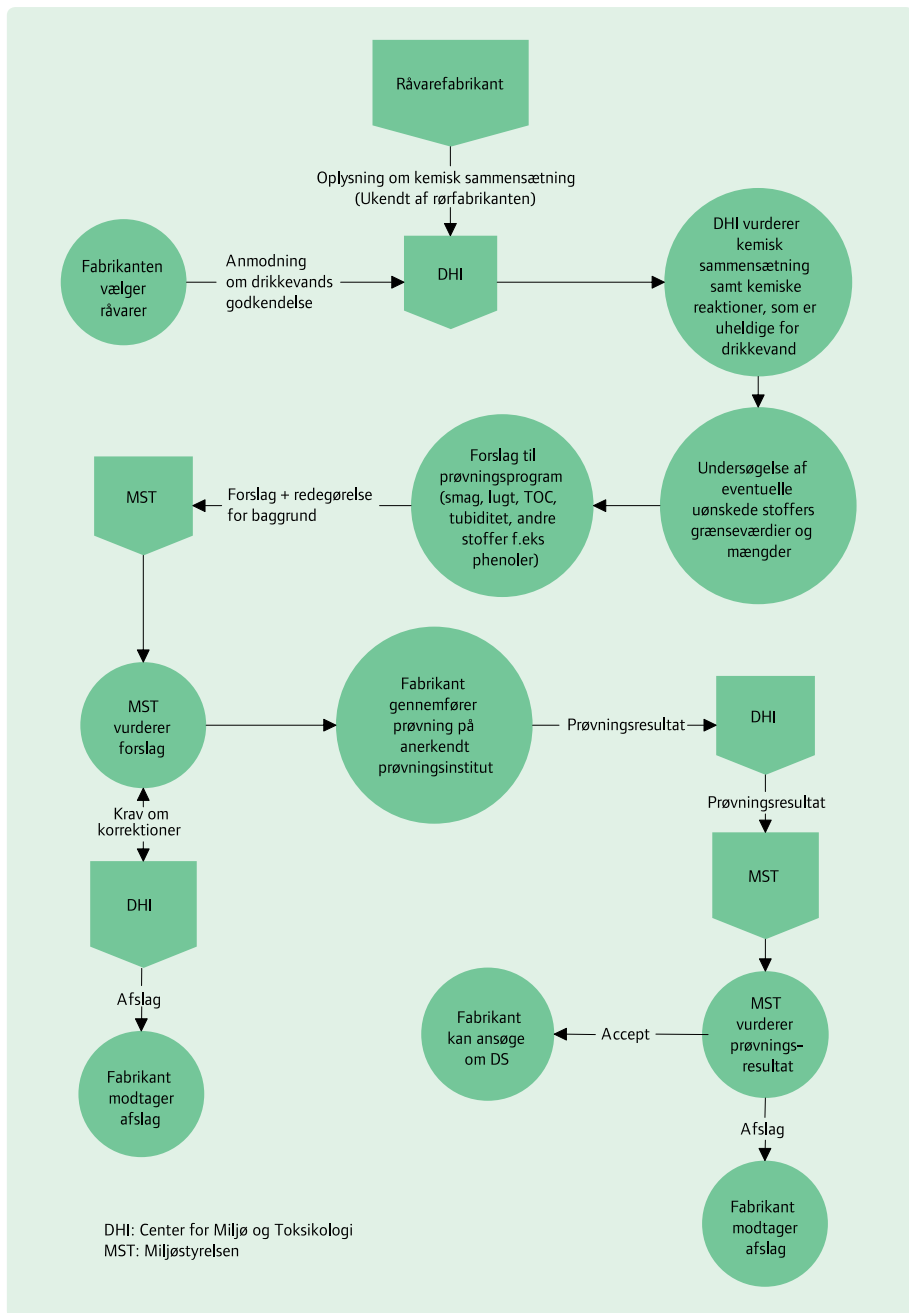 Råvarefabrikant
Oplysning om kemisk sammensætning
(Ukendt af rørfabrikanten)
Fabrikanten
vælger
råvarer
Anmodning
om drikkevands
godkendelse
DHI
DHI vurderer
kemisk
sammensætning
samt kemiske
reaktioner, som er
uheldige for
drikkevand
Undersøgelse af
eventuelle
uønskede stoffers
grænseværdier og
mængder
Forslag til
prøvningsprogram
(smag, lugt, TOC,
tubiditet, andre
stoffer f.eks
phenoler)
Forslag + redegørelse
for baggrund
MST
MST
vurderer
forslag
Fabrikant
gennemfører
prøvning på
anerkendt
prøvningsinstitut
Prøvningsresultat
DHI
Prøvningsresultat
MST
Krav om
korrektioner
DHI
Afslag
Fabrikant
modtager
afslag
MST
vurderer
prøvnings-
resultat
Accept
Fabrikant
kan ansøge
om DS
Afslag
Fabrikant
modtager
afslag
DHI: Center for Miljø og Toksikologi
MST: Miljøstyrelsen